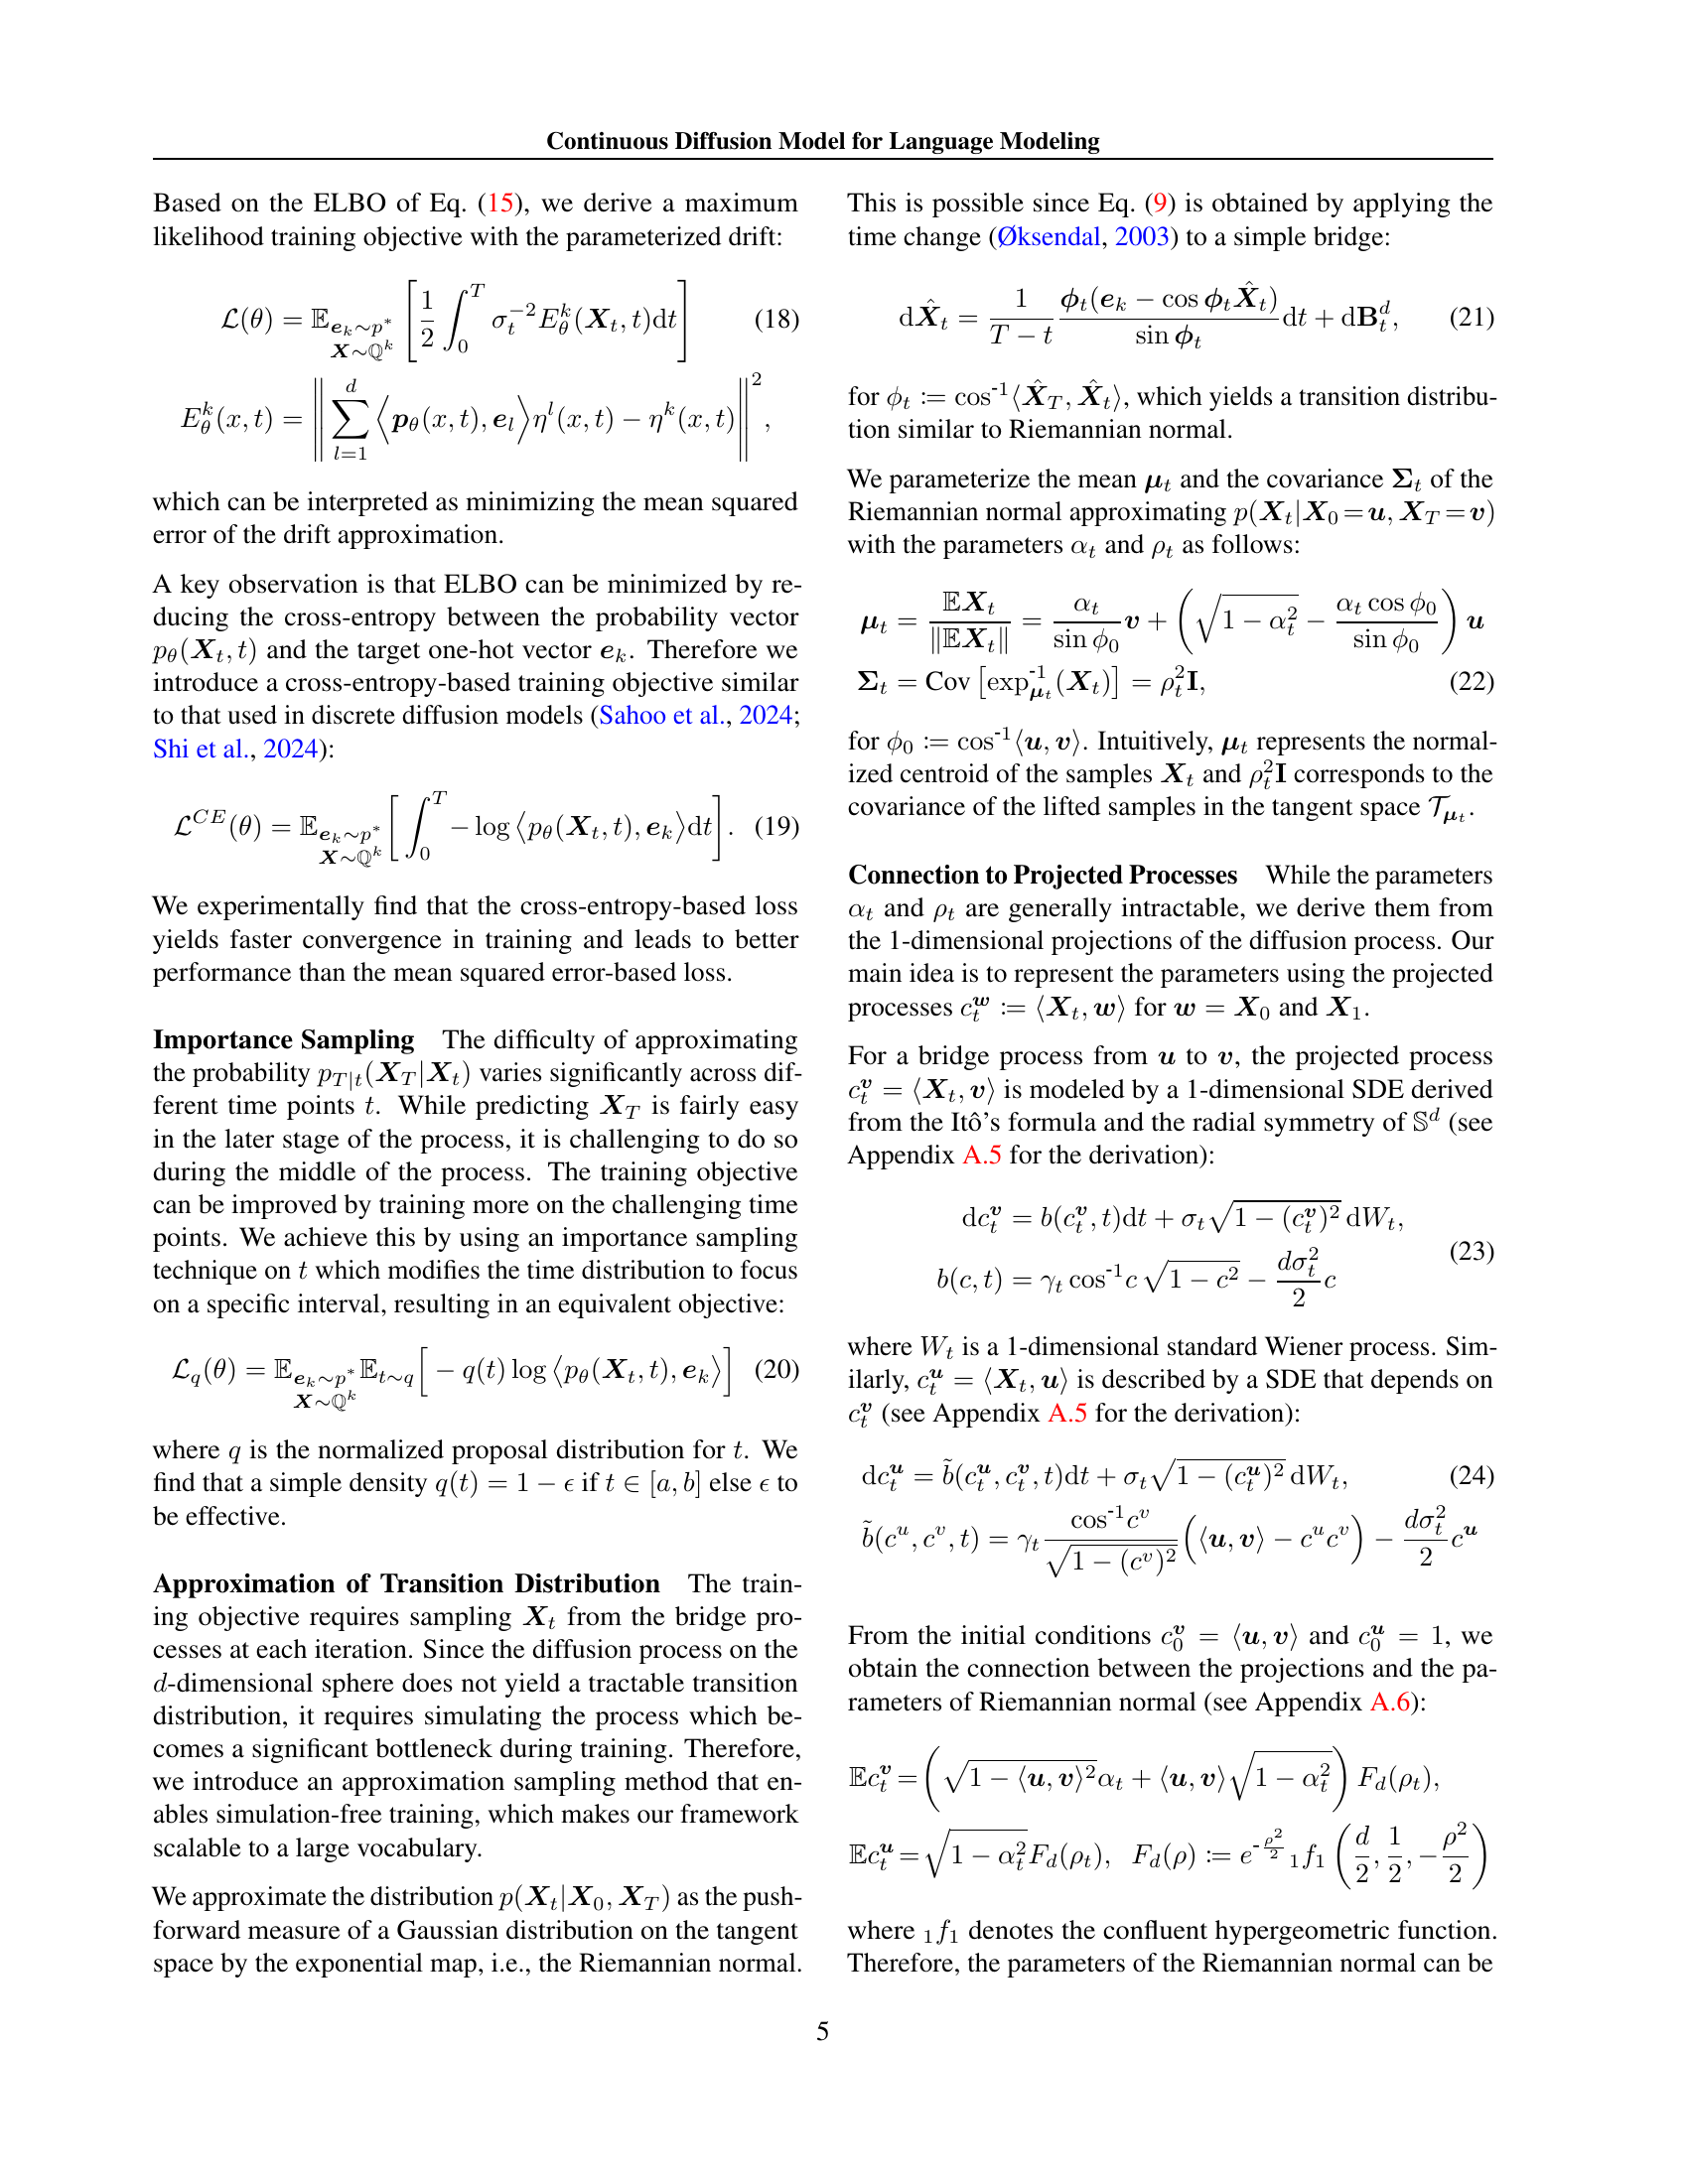 Continuous Diffusion Model for Language Modeling
Based on the ELBO of Eq. (15), we derive a maximum
likelihood training objective with the parameterized drift:
$\mathcal{L}(\theta) = \mathbb{E}_{\substack{\boldsymbol{e}_k \sim p^* \\ \boldsymbol{X} \sim \mathbb{Q}^k}} \left[ \frac{1}{2} \int_0^T \sigma_t^{-2} E_\theta^k(\boldsymbol{X}_t, t) \mathrm{d}t \right]$ (18)
$E_\theta^k(x, t) = \left\| \sum_{l=1}^d \left\langle \boldsymbol{p}_\theta(x, t), \boldsymbol{e}_l \right\rangle \eta^l(x, t) - \eta^k(x, t) \right\|^2,$
which can be interpreted as minimizing the mean squared
error of the drift approximation.
A key observation is that ELBO can be minimized by re-
ducing the cross-entropy between the probability vector
$p_\theta(\boldsymbol{X}_t, t)$ and the target one-hot vector $\boldsymbol{e}_k$. Therefore we
introduce a cross-entropy-based training objective similar
to that used in discrete diffusion models (Sahoo et al., 2024;
Shi et al., 2024):
$\mathcal{L}^{CE}(\theta) = \mathbb{E}_{\substack{\boldsymbol{e}_k \sim p^* \\ \boldsymbol{X} \sim \mathbb{Q}^k}} \left[ \int_0^T -\log \left\langle p_\theta(\boldsymbol{X}_t, t), \boldsymbol{e}_k \right\rangle \mathrm{d}t \right].$ (19)
We experimentally find that the cross-entropy-based loss
yields faster convergence in training and leads to better
performance than the mean squared error-based loss.
Importance Sampling The difficulty of approximating
the probability $p_{T|t}(\boldsymbol{X}_T|\boldsymbol{X}_t)$ varies significantly across dif-
ferent time points $t$. While predicting $\boldsymbol{X}_T$ is fairly easy
in the later stage of the process, it is challenging to do so
during the middle of the process. The training objective
can be improved by training more on the challenging time
points. We achieve this by using an importance sampling
technique on $t$ which modifies the time distribution to focus
on a specific interval, resulting in an equivalent objective:
$\mathcal{L}_q(\theta) = \mathbb{E}_{\substack{\boldsymbol{e}_k \sim p^* \\ \boldsymbol{X} \sim \mathbb{Q}^k}} \mathbb{E}_{t \sim q} \left[ -q(t) \log \left\langle p_\theta(\boldsymbol{X}_t, t), \boldsymbol{e}_k \right\rangle \right]$ (20)
where $q$ is the normalized proposal distribution for $t$. We
find that a simple density $q(t) = 1 - \epsilon$ if $t \in [a, b]$ else $\epsilon$ to
be effective.
Approximation of Transition Distribution The train-
ing objective requires sampling $\boldsymbol{X}_t$ from the bridge pro-
cesses at each iteration. Since the diffusion process on the
$d$-dimensional sphere does not yield a tractable transition
distribution, it requires simulating the process which be-
comes a significant bottleneck during training. Therefore,
we introduce an approximation sampling method that en-
ables simulation-free training, which makes our framework
scalable to a large vocabulary.
We approximate the distribution $p(\boldsymbol{X}_t|\boldsymbol{X}_0, \boldsymbol{X}_T)$ as the push-
forward measure of a Gaussian distribution on the tangent
space by the exponential map, i.e., the Riemannian normal.
This is possible since Eq. (9) is obtained by applying the
time change (Øksendal, 2003) to a simple bridge:
$\mathrm{d}\hat{\boldsymbol{X}}_t = \frac{1}{T - t} \frac{\boldsymbol{\phi}_t(\boldsymbol{e}_k - \cos \boldsymbol{\phi}_t \hat{\boldsymbol{X}}_t)}{\sin \boldsymbol{\phi}_t} \mathrm{d}t + \mathrm{d}\mathbf{B}_t^d,$ (21)
for $\phi_t := \cos^{-1}\langle \hat{\boldsymbol{X}}_T, \hat{\boldsymbol{X}}_t \rangle$, which yields a transition distribu-
tion similar to Riemannian normal.
We parameterize the mean $\boldsymbol{\mu}_t$ and the covariance $\boldsymbol{\Sigma}_t$ of the
Riemannian normal approximating $p(\boldsymbol{X}_t|\boldsymbol{X}_0 = \boldsymbol{u}, \boldsymbol{X}_T = \boldsymbol{v})$
with the parameters $\alpha_t$ and $\rho_t$ as follows:
$\boldsymbol{\mu}_t = \frac{\mathbb{E}\boldsymbol{X}_t}{\|\mathbb{E}\boldsymbol{X}_t\|} = \frac{\alpha_t}{\sin \phi_0} \boldsymbol{v} + \left( \sqrt{1 - \alpha_t^2} - \frac{\alpha_t \cos \phi_0}{\sin \phi_0} \right) \boldsymbol{u}$
$\boldsymbol{\Sigma}_t = \mathrm{Cov}\left[ \exp_{\boldsymbol{\mu}_t}^{-1}(\boldsymbol{X}_t) \right] = \rho_t^2 \mathbf{I},$ (22)
for $\phi_0 := \cos^{-1}\langle \boldsymbol{u}, \boldsymbol{v} \rangle$. Intuitively, $\boldsymbol{\mu}_t$ represents the normal-
ized centroid of the samples $\boldsymbol{X}_t$ and $\rho_t^2 \mathbf{I}$ corresponds to the
covariance of the lifted samples in the tangent space $\mathcal{T}_{\boldsymbol{\mu}_t}$.
Connection to Projected Processes While the parameters
$\alpha_t$ and $\rho_t$ are generally intractable, we derive them from
the 1-dimensional projections of the diffusion process. Our
main idea is to represent the parameters using the projected
processes $c_t^{\boldsymbol{w}} := \langle \boldsymbol{X}_t, \boldsymbol{w} \rangle$ for $\boldsymbol{w} = \boldsymbol{X}_0$ and $\boldsymbol{X}_1$.
For a bridge process from $\boldsymbol{u}$ to $\boldsymbol{v}$, the projected process
$c_t^{\boldsymbol{v}} = \langle \boldsymbol{X}_t, \boldsymbol{v} \rangle$ is modeled by a 1-dimensional SDE derived
from the Itô's formula and the radial symmetry of $\mathbb{S}^d$ (see
Appendix A.5 for the derivation):
$\mathrm{d}c_t^{\boldsymbol{v}} = b(c_t^{\boldsymbol{v}}, t)\mathrm{d}t + \sigma_t \sqrt{1 - (c_t^{\boldsymbol{v}})^2}\, \mathrm{d}W_t,$
$b(c, t) = \gamma_t \cos^{-1} c \sqrt{1 - c^2} - \frac{d\sigma_t^2}{2} c$ (23)
where $W_t$ is a 1-dimensional standard Wiener process. Sim-
ilarly, $c_t^{\boldsymbol{u}} = \langle \boldsymbol{X}_t, \boldsymbol{u} \rangle$ is described by a SDE that depends on
$c_t^{\boldsymbol{v}}$ (see Appendix A.5 for the derivation):
$\mathrm{d}c_t^{\boldsymbol{u}} = \tilde{b}(c_t^{\boldsymbol{u}}, c_t^{\boldsymbol{v}}, t)\mathrm{d}t + \sigma_t \sqrt{1 - (c_t^{\boldsymbol{u}})^2}\, \mathrm{d}W_t,$ (24)
$\tilde{b}(c^u, c^v, t) = \gamma_t \frac{\cos^{-1} c^v}{\sqrt{1 - (c^v)^2}} \left( \langle \boldsymbol{u}, \boldsymbol{v} \rangle - c^u c^v \right) - \frac{d\sigma_t^2}{2} c^{\boldsymbol{u}}$
From the initial conditions $c_0^{\boldsymbol{v}} = \langle \boldsymbol{u}, \boldsymbol{v} \rangle$ and $c_0^{\boldsymbol{u}} = 1$, we
obtain the connection between the projections and the pa-
rameters of Riemannian normal (see Appendix A.6):
$\mathbb{E}c_t^{\boldsymbol{v}} = \left( \sqrt{1 - \langle \boldsymbol{u}, \boldsymbol{v} \rangle^2} \alpha_t + \langle \boldsymbol{u}, \boldsymbol{v} \rangle \sqrt{1 - \alpha_t^2} \right) F_d(\rho_t),$
$\mathbb{E}c_t^{\boldsymbol{u}} = \sqrt{1 - \alpha_t^2} F_d(\rho_t), \quad F_d(\rho) := e^{-\frac{\rho^2}{2}} {}_1f_1\left( \frac{d}{2}, \frac{1}{2}, -\frac{\rho^2}{2} \right)$
where ${}_1f_1$ denotes the confluent hypergeometric function.
Therefore, the parameters of the Riemannian normal can be
5